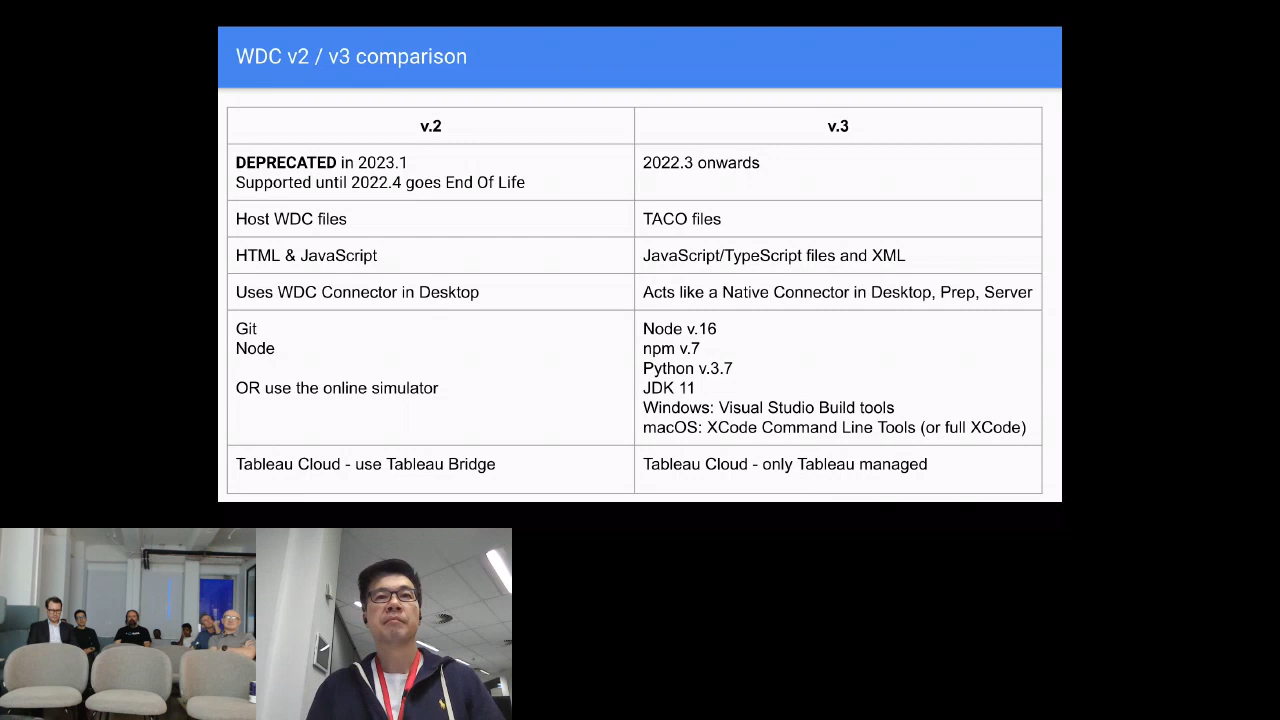 WDC v2 / v3 comparison
v.2
v.3
DEPRECATED in 2023.1
Supported until 2022.4 goes End Of Life
2022.3 onwards
Host WDC files
TACO files
HTML & JavaScript
JavaScript/TypeScript files and XML
Uses WDC Connector in Desktop
Acts like a Native Connector in Desktop, Prep, Server
Git
Node
OR use the online simulator
Node v.16
npm v.7
Python v.3.7
JDK 11
Windows: Visual Studio Build tools
macOS: XCode Command Line Tools (or full XCode)
Tableau Cloud - use Tableau Bridge
Tableau Cloud - only Tableau managed